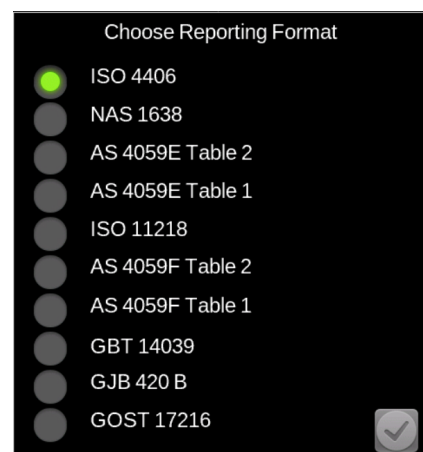 Choose Reporting Format
ISO 4406
NAS 1638
AS 4059E Table 2
AS 4059E Table 1
ISO 11218
AS 4059F Table 2
AS 4059F Table 1
GBT 14039
GJB 420 B
GOST 17216